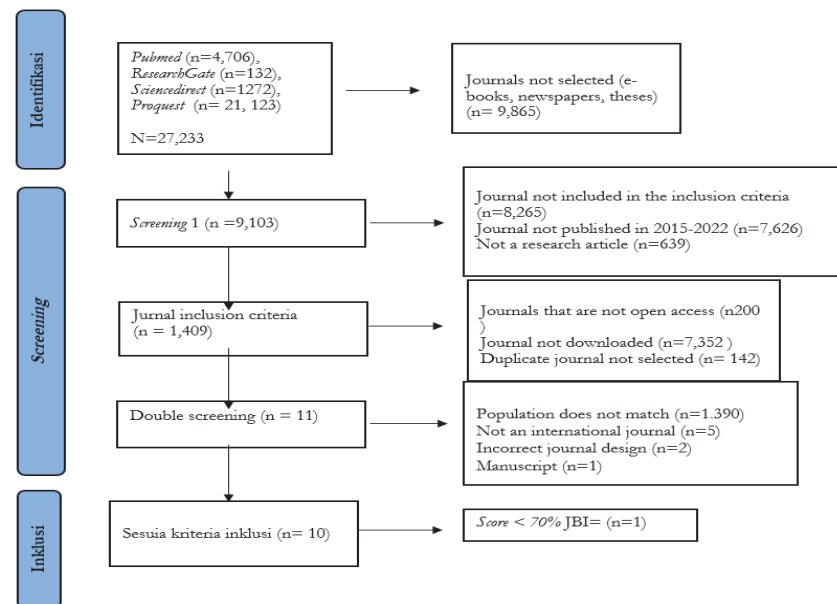 Identifikasi
Pubmed (n=4,706),
ResearchGate (n=132),
Sciencedirect (n=1272),
Proquest (n= 21, 123)
N=27,233
Journals not selected (e-
books, newspapers, theses)
(n= 9,865)
Screening
Screening 1 (n =9,103)
Journal not included in the inclusion criteria
(n=8,265)
Journal not published in 2015-2022 (n=7,626)
Not a research article (n=639)
Jurnal inclusion criteria
(n = 1,409)
Journals that are not open access (n200
)
Journal not downloaded (n=7,352 )
Duplicate journal not selected (n= 142)
Double screening (n = 11)
Population does not match (n=1.390)
Not an international journal (n=5)
Incorrect journal design (n=2)
Manuscript (n=1)
Inklusi
Sesuia kriteria inklusi (n= 10)
Score < 70% JBI= (n=1)